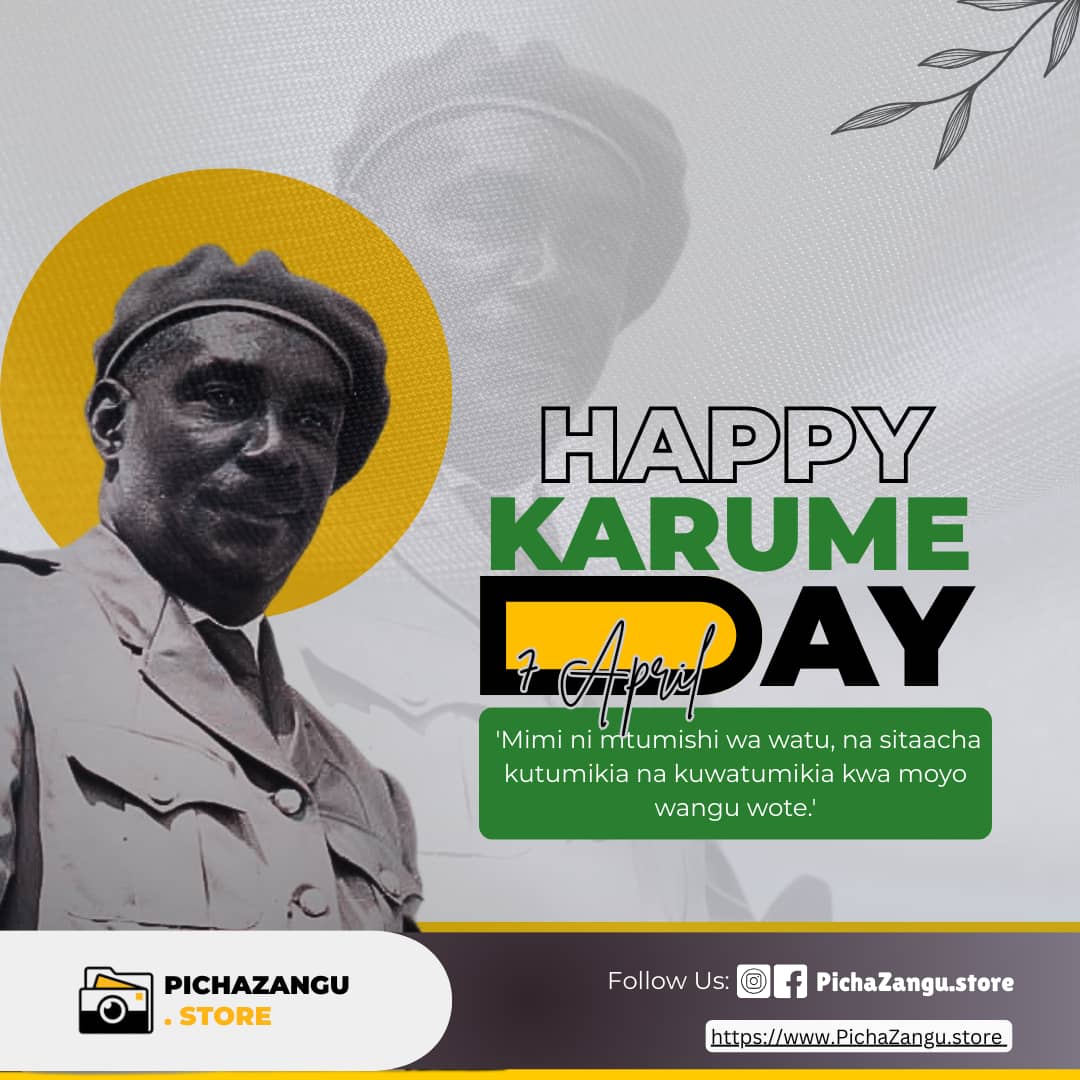 HAPPY
KARUME
DAY
7 April
'Mimi ni mtumishi wa watu, na sitaacha
kutumikia na kuwatumikia kwa moyo
wangu wote.'
PICHAZANGU
. STORE
Follow Us: PichaZangu.store
https://www.PichaZangu.store